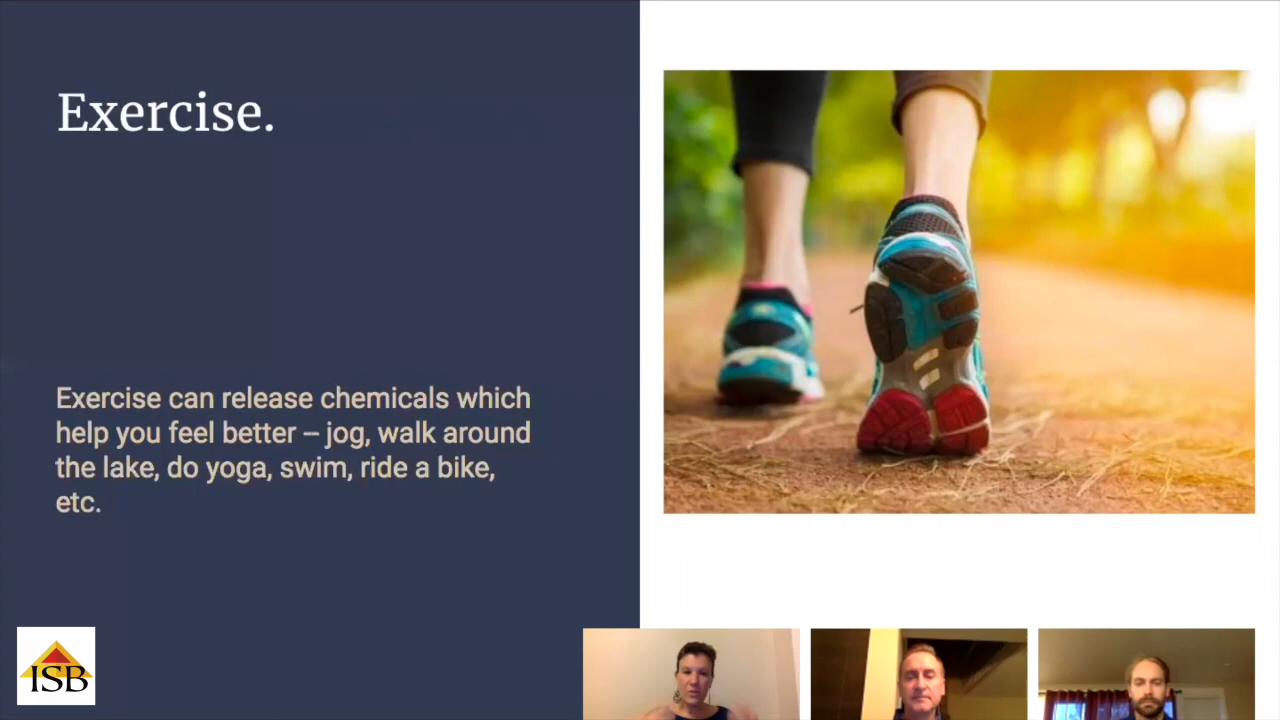 Exercise.
Exercise can release chemicals which
help you feel better – jog, walk around
the lake, do yoga, swim, ride a bike,
etc.
ISB